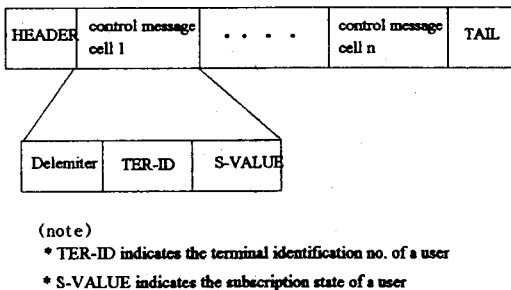 HEADER control message cell 1 . . . . control message cell n TAIL
Delemiter TER-ID S-VALUE
(note)
* TER-ID indicates the terminal identification no. of a user
* S-VALUE indicates the subscription state of a user